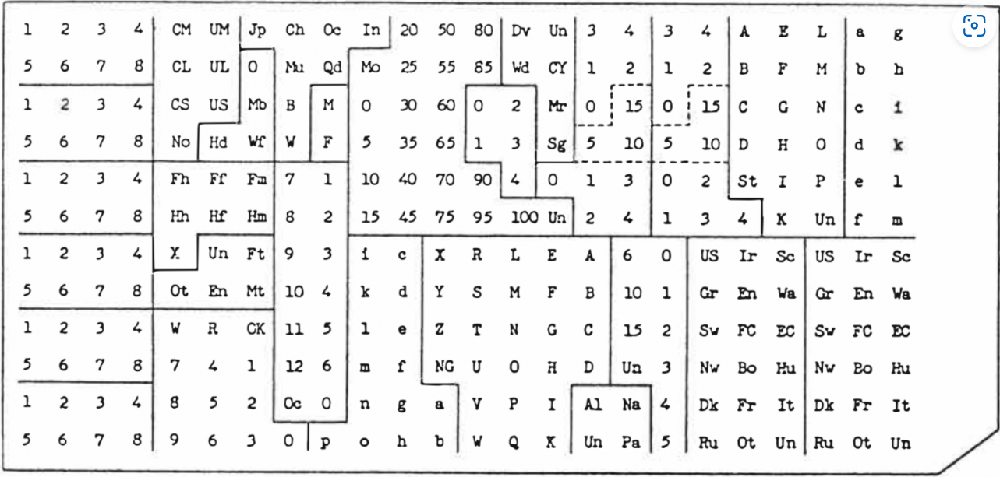 1 2 3 4 CM UM Jp Ch Oc In 20 50 80 Dv Un 3 4 3 4 A E L a g
5 6 7 8 CL UL O Mu Qd Mo 25 55 85 Wd CY 1 2 1 2 B F M b h
1 2 3 4 CS US Mb B M 0 30 60 0 2 Mr 0 15 0 15 C G N c i
5 6 7 8 No Hd Wf W F 5 35 65 1 3 Sg 5 10 5 10 D H O d k
1 2 3 4 Fh Ff Fm 7 1 10 40 70 90 4 0 1 3 0 2 St I P e l
5 6 7 8 Hh Hf Hm 8 2 15 45 75 95 100 Un 2 4 1 3 4 K Un f m
1 2 3 4 X Un Ft 9 3 i c X R L E A 6 0 US Ir Sc US Ir Sc
5 6 7 8 Ot En Mt 10 4 k d Y S M F B 10 1 Gr En Wa Gr En Wa
1 2 3 4 W R CK 11 5 l e Z T N G C 15 2 Sw FC EC Sw FC EC
5 6 7 8 7 4 1 12 6 m f NG U O H D Un 3 Nw Bo Hu Nw Bo Hu
1 2 3 4 8 5 2 Oc 0 n g a V P I Al Na 4 Dk Fr It Dk Fr It
5 6 7 8 9 6 3 0 p o h b W Q K Un Pa 5 Ru Ot Un Ru Ot Un